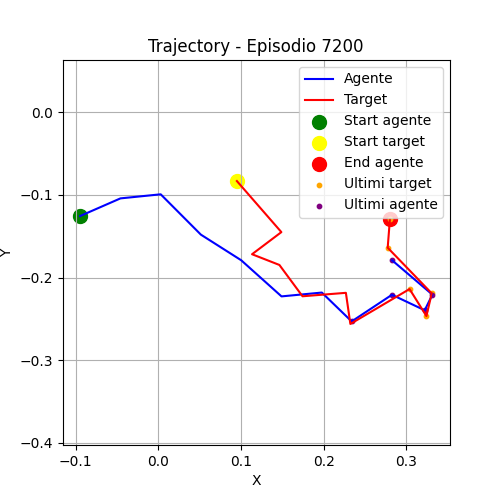 Trajectory - Episodio 7200
Agente
Target
Start agente
Start target
End agente
Ultimi target
Ultimi agente
0.0
−0.1
−0.2
−0.3
−0.4
Y
−0.1
0.0
0.1
0.2
0.3
X